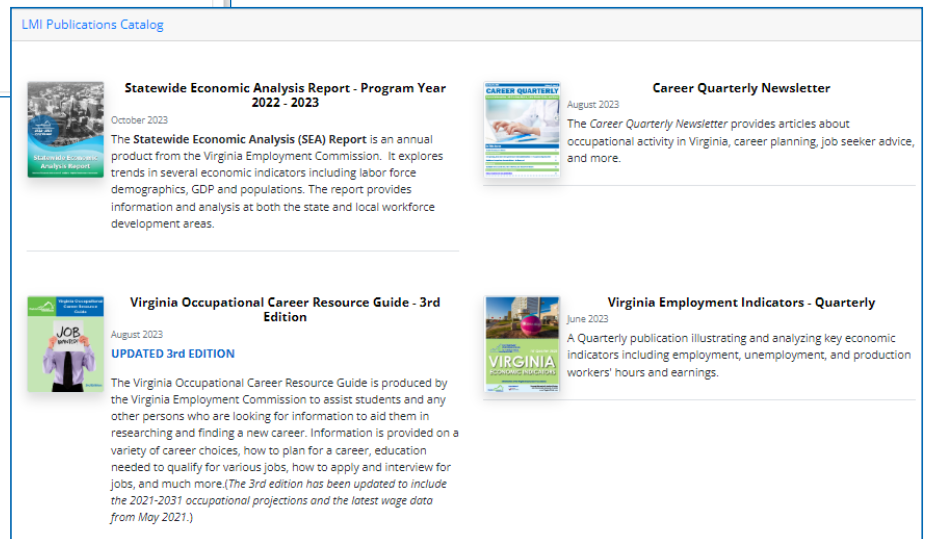 LMI Publications Catalog
Statewide Economic Analysis Report - Program Year
2022 - 2023
October 2023
The Statewide Economic Analysis (SEA) Report is an annual
product from the Virginia Employment Commission.  It explores
trends in several economic indicators including labor force
demographics, GDP and populations. The report provides
information and analysis at both the state and local workforce
development areas.
Statewide Economic
Analysis Report
Career Quarterly Newsletter
August 2023
The Career Quarterly Newsletter provides articles about
occupational activity in Virginia, career planning, job seeker advice,
and more.
CAREER QUARTERLY
Virginia Occupational Career Resource Guide - 3rd
Edition
August 2023
UPDATED 3rd EDITION
The Virginia Occupational Career Resource Guide is produced by
the Virginia Employment Commission to assist students and any
other persons who are looking for information to aid them in
researching and finding a new career. Information is provided on a
variety of career choices, how to plan for a career, education
needed to qualify for various jobs, how to apply and interview for
jobs, and much more.(The 3rd edition has been updated to include
the 2021-2031 occupational projections and the latest wage data
from May 2021.)
Virginia Occupational
Career Resource
Guide
JOB
WANTED!
Virginia Employment Indicators - Quarterly
June 2023
A Quarterly publication illustrating and analyzing key economic
indicators including employment, unemployment, and production
workers' hours and earnings.
VIRGINIA
ECONOMIC INDICATORS